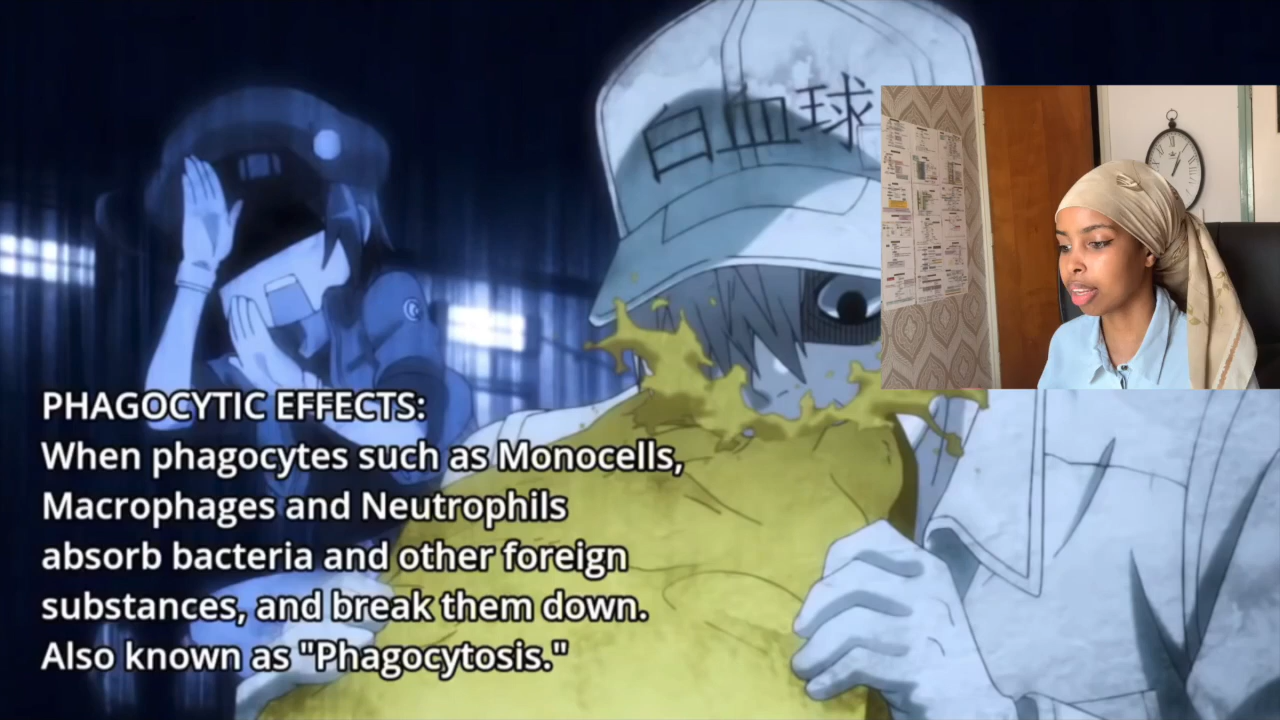 白血球
PHAGOCYTIC EFFECTS:
When phagocytes such as Monocells,
Macrophages and Neutrophils
absorb bacteria and other foreign
substances, and break them down.
Also known as "Phagocytosis."